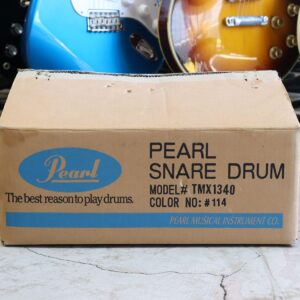 Pearl
The best reason to play drums.
PEARL
SNARE DRUM
MODEL# TMX1340
COLOR NO: #114
PEARL MUSICAL INSTRUMENT CO.